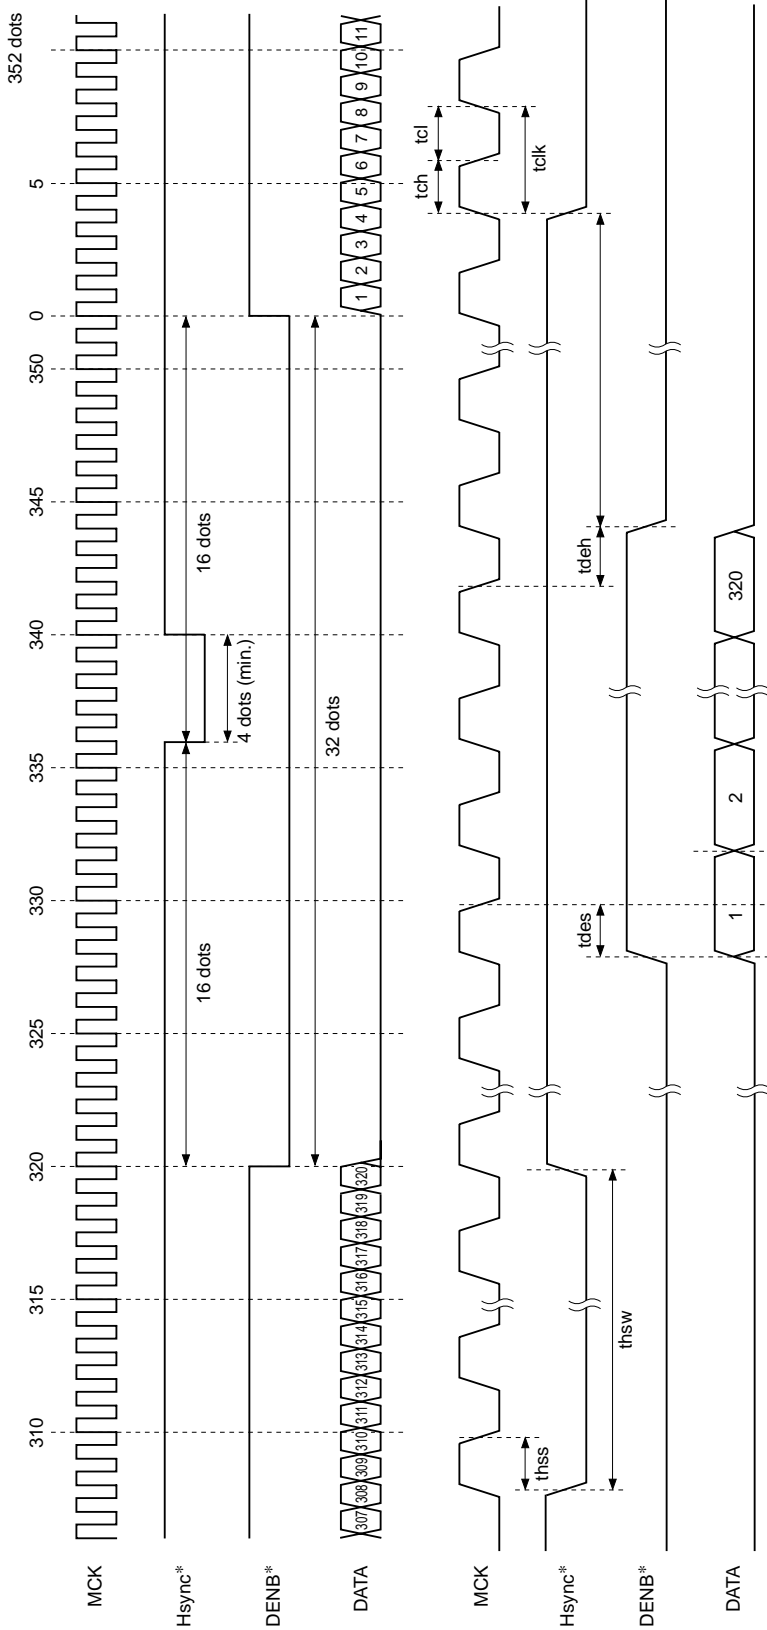 310 315 320 325 330 335 340 345 350 0 5 352 dots
MCK
Hsync*
16 dots 16 dots
4 dots (min.)
DENB*
32 dots
DATA 307 308 309 310 311 312 313 314 315 316 317 318 319 320 1 2 3 4 5 6 7 8 9 10 11
tch tcl
MCK
thss tclk
Hsync*
tdes tdeh
thsw
DENB*
DATA 1 2 320